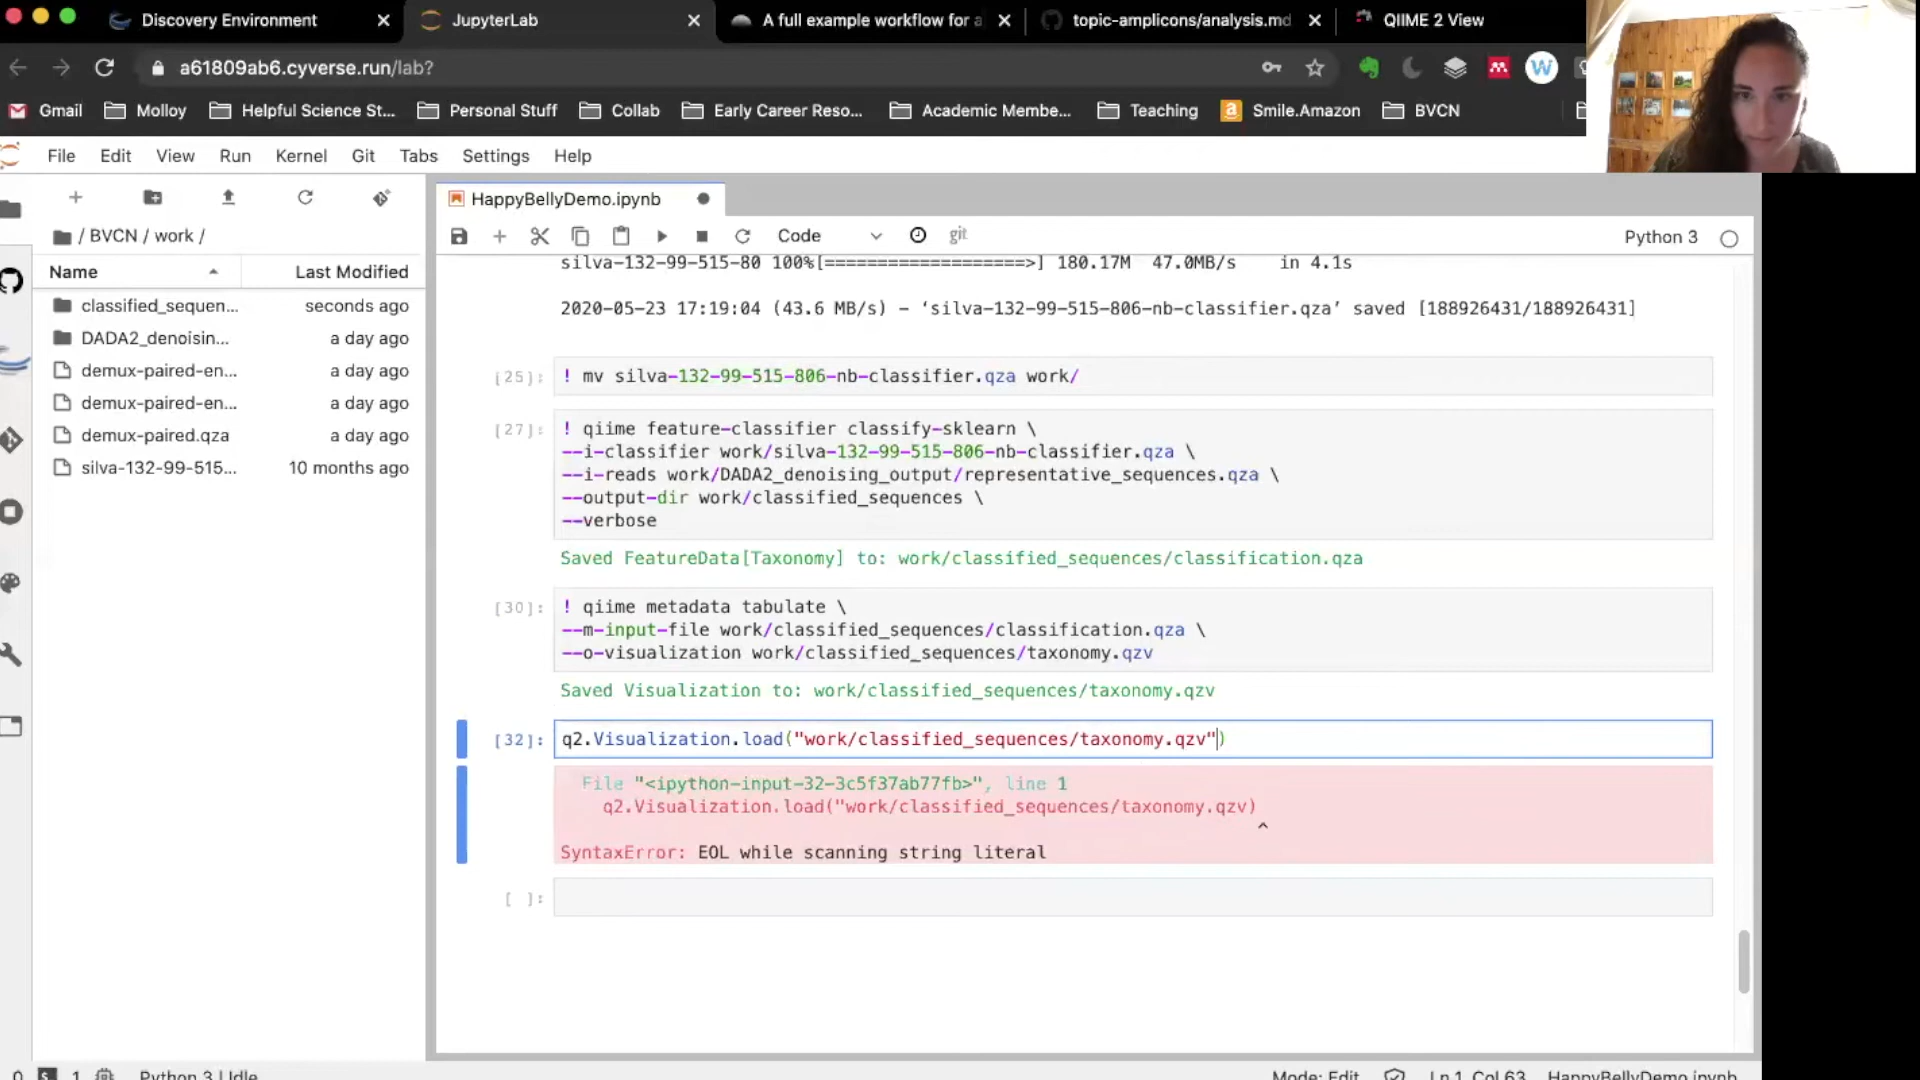 Discovery Environment
JupyterLab
A full example workflow for a
topic-amplicons/analysis.md
QIIME 2 View
a61809ab6.cyverse.run/lab?
Gmail
Molloy
Helpful Science St...
Personal Stuff
Collab
Early Career Reso...
Academic Membe...
Teaching
Smile.Amazon
BVCN
File Edit View Run Kernel Git Tabs Settings Help
HappyBellyDemo.ipynb
/ BVCN / work /
Code
git
Python 3
Name Last Modified
classified_sequen... seconds ago
DADA2_denoisin... a day ago
demux-paired-en... a day ago
demux-paired-en... a day ago
demux-paired.qza a day ago
silva-132-99-515... 10 months ago
silva-132-99-515-80 100%[===================>] 180.17M 47.0MB/s in 4.1s
2020-05-23 17:19:04 (43.6 MB/s) - ‘silva-132-99-515-806-nb-classifier.qza’ saved [188926431/188926431]
[25]: ! mv silva-132-99-515-806-nb-classifier.qza work/
[27]: ! qiime feature-classifier classify-sklearn \
--i-classifier work/silva-132-99-515-806-nb-classifier.qza \
--i-reads work/DADA2_denoising_output/representative_sequences.qza \
--output-dir work/classified_sequences \
--verbose
Saved FeatureData[Taxonomy] to: work/classified_sequences/classification.qza
[30]: ! qiime metadata tabulate \
--m-input-file work/classified_sequences/classification.qza \
--o-visualization work/classified_sequences/taxonomy.qzv
Saved Visualization to: work/classified_sequences/taxonomy.qzv
[32]: q2.Visualization.load("work/classified_sequences/taxonomy.qzv")
File "<ipython-input-32-3c5f37ab77fb>", line 1
q2.Visualization.load("work/classified_sequences/taxonomy.qzv)
^
SyntaxError: EOL while scanning string literal
[ ]:
0 1 Python 3 | Idle
Mode: Edit Ln 1, Col 63 HappyBellyDemo.ipynb